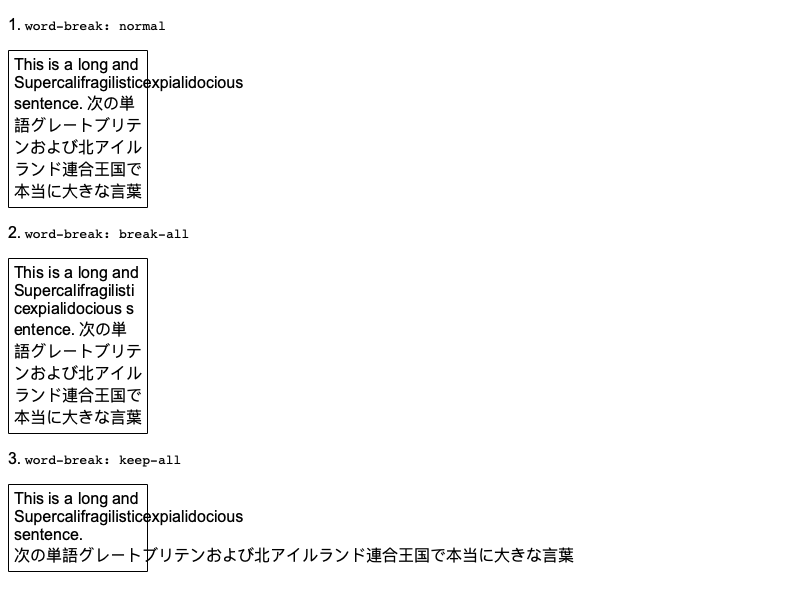 1. word-break: normal
This is a long and
Supercalifragilisticexpialidocious
sentence. 次の単
語グレートブリテ
ンおよび北アイル
ランド連合王国で
本当に大きな言葉
2. word-break: break-all
This is a long and
Supercalifragilisti
cexpialidocious s
entence. 次の単
語グレートブリテ
ンおよび北アイル
ランド連合王国で
本当に大きな言葉
3. word-break: keep-all
This is a long and
Supercalifragilisticexpialidocious
sentence.
次の単語グレートブリテンおよび北アイルランド連合王国で本当に大きな言葉